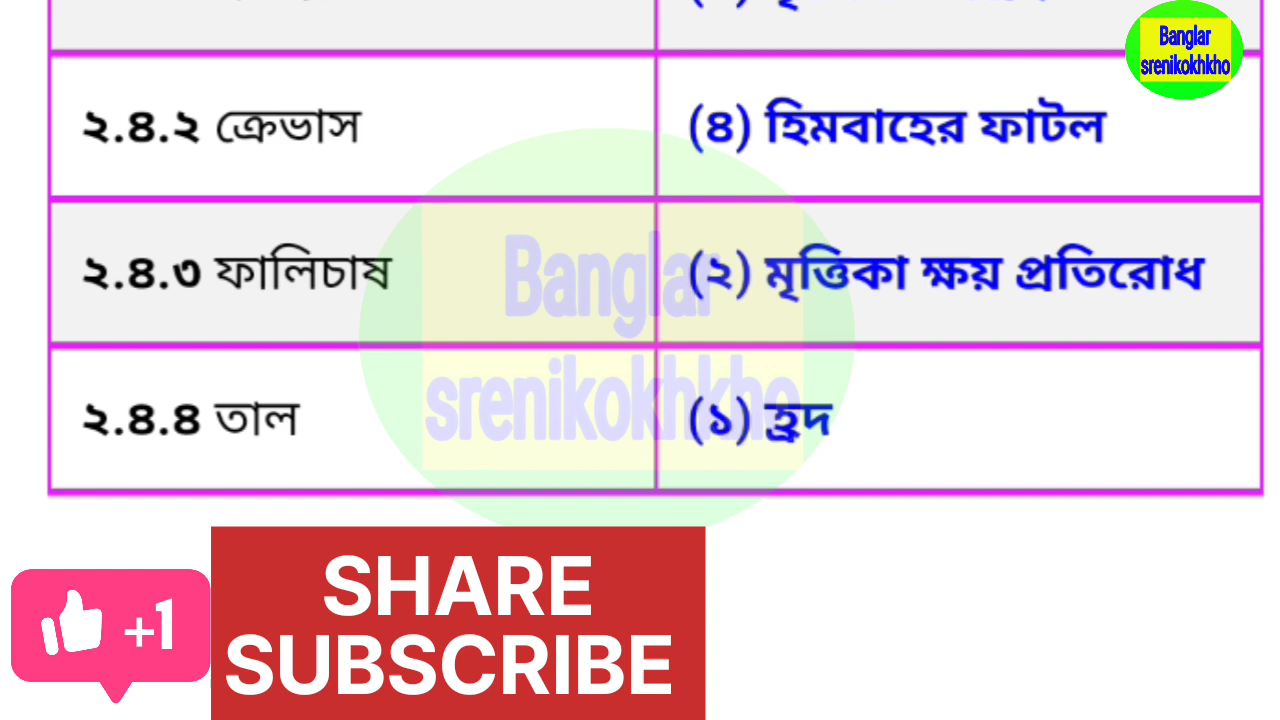 Banglar
srenikokhkho
২.৪.২ ক্রেভাস (৪) হিমবাহের ফাটল
২.৪.৩ ফালিচাষ (২) মৃত্তিকা ক্ষয় প্রতিরোধ
২.৪.৪ তাল (১) হ্রদ
Banglar
srenikokhkho
+1
SHARE
SUBSCRIBE